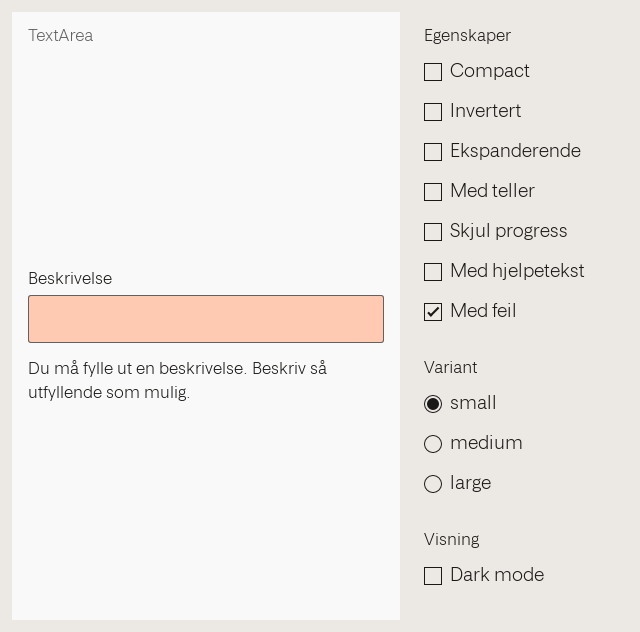 TextArea
Beskrivelse
Du må fylle ut en beskrivelse. Beskriv så
utfyllende som mulig.
Egenskaper
Compact
Invertert
Ekspanderende
Med teller
Skjul progress
Med hjelpetekst
Med feil
Variant
small
medium
large
Visning
Dark mode